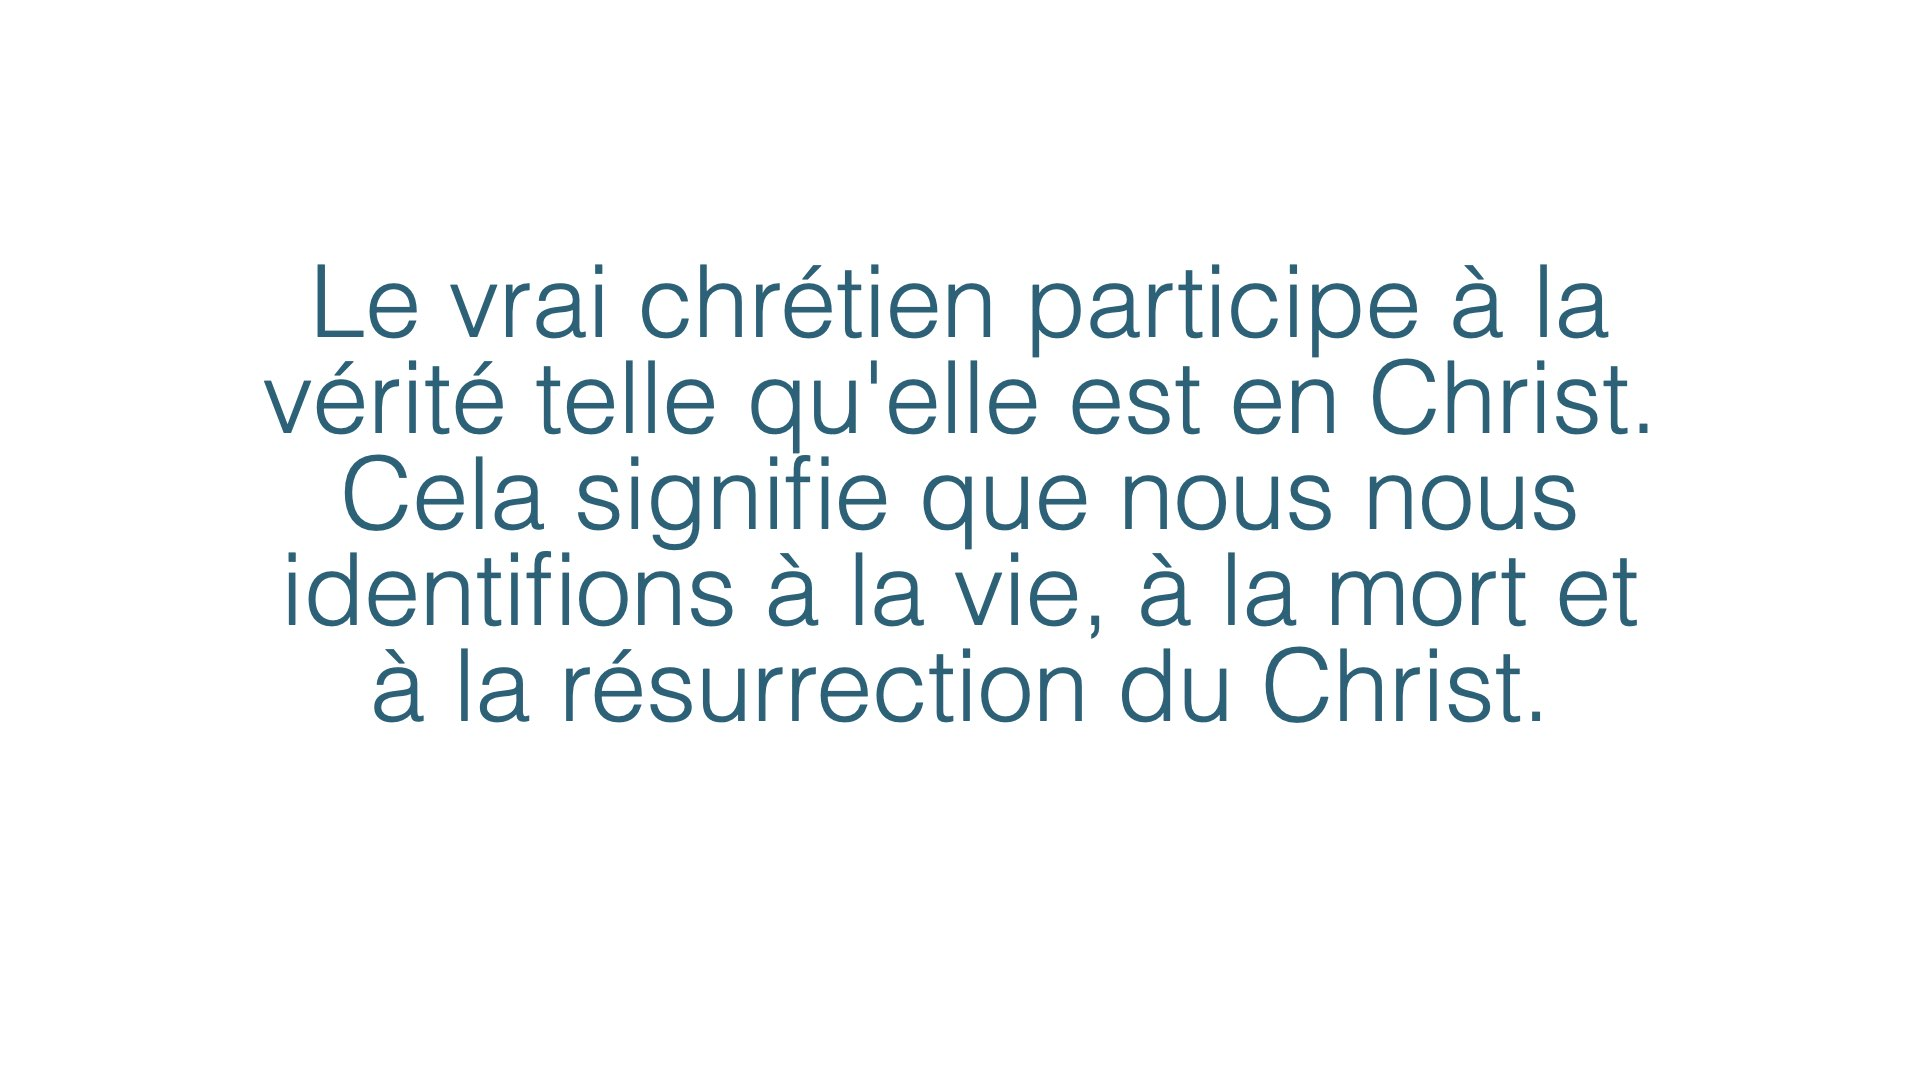 Le vrai chrétien participe à la
vérité telle qu'elle est en Christ.
Cela signifie que nous nous
identifions à la vie, à la mort et
à la résurrection du Christ.